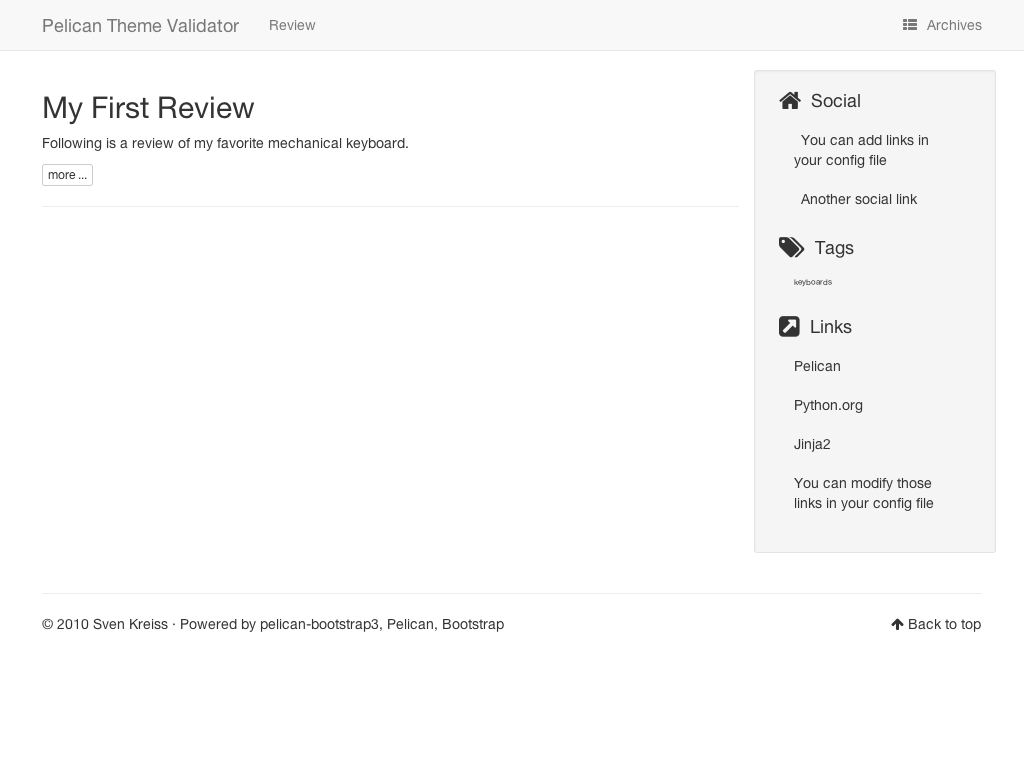 Pelican Theme Validator Review Archives
My First Review
Following is a review of my favorite mechanical keyboard.
more ...
Social
You can add links in
your config file
Another social link
Tags
keyboards
Links
Pelican
Python.org
Jinja2
You can modify those
links in your config file
© 2010 Sven Kreiss · Powered by pelican-bootstrap3, Pelican, Bootstrap Back to top